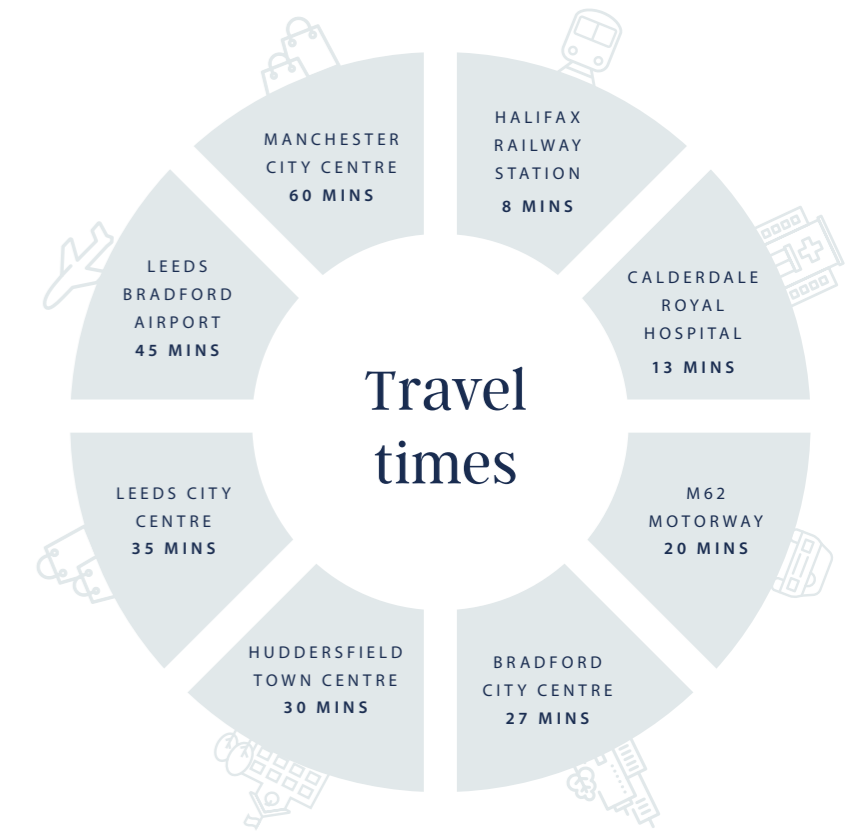 Travel
times
HALIFAX
RAILWAY
STATION
8 MINS
CALDERDALE
ROYAL
HOSPITAL
13 MINS
M62
MOTORWAY
20 MINS
BRADFORD
CITY CENTRE
27 MINS
HUDDERSFIELD
TOWN CENTRE
30 MINS
LEEDS CITY
CENTRE
35 MINS
LEEDS
BRADFORD
AIRPORT
45 MINS
MANCHESTER
CITY CENTRE
60 MINS